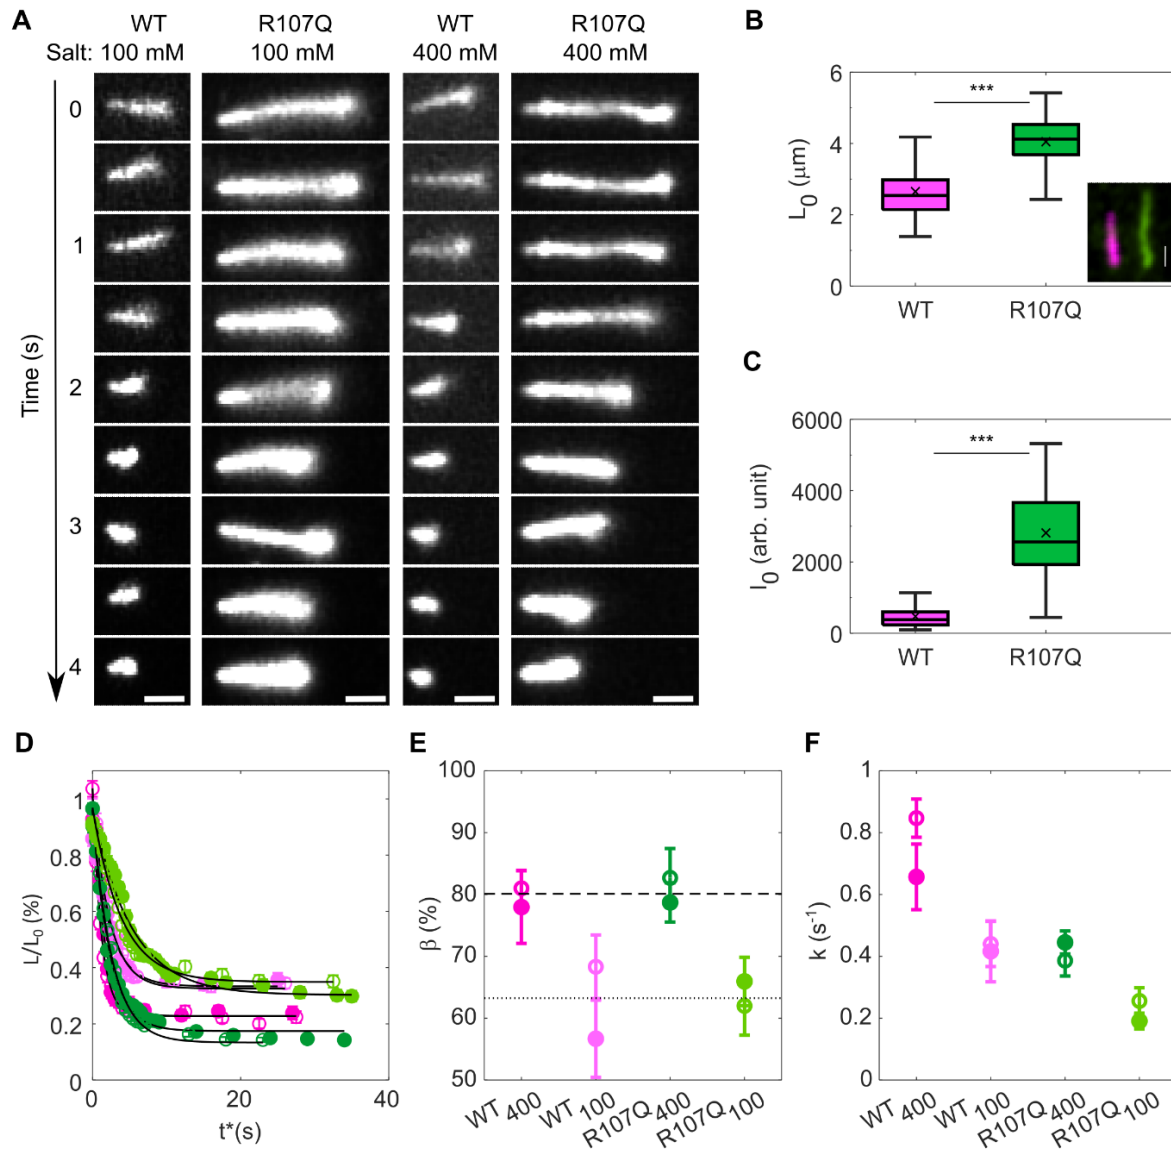 A
WT R107Q WT R107Q
Salt: 100 mM 100 mM 400 mM 400 mM
0
1
2
3
4
Time (s)
B
6
4
2
0
L0 (μm)
***
WT R107Q
C
6000
4000
2000
0
I0 (arb. unit)
***
WT R107Q
D
1
0.8
0.6
0.4
0.2
0
L/L0 (%)
0 20 40
t*(s)
E
100
90
80
70
60
50
β (%)
WT 400 WT 100 R107Q 400 R107Q 100
F
1
0.8
0.6
0.4
0.2
0
k (s-1)
WT 400 WT 100 R107Q 400 R107Q 100